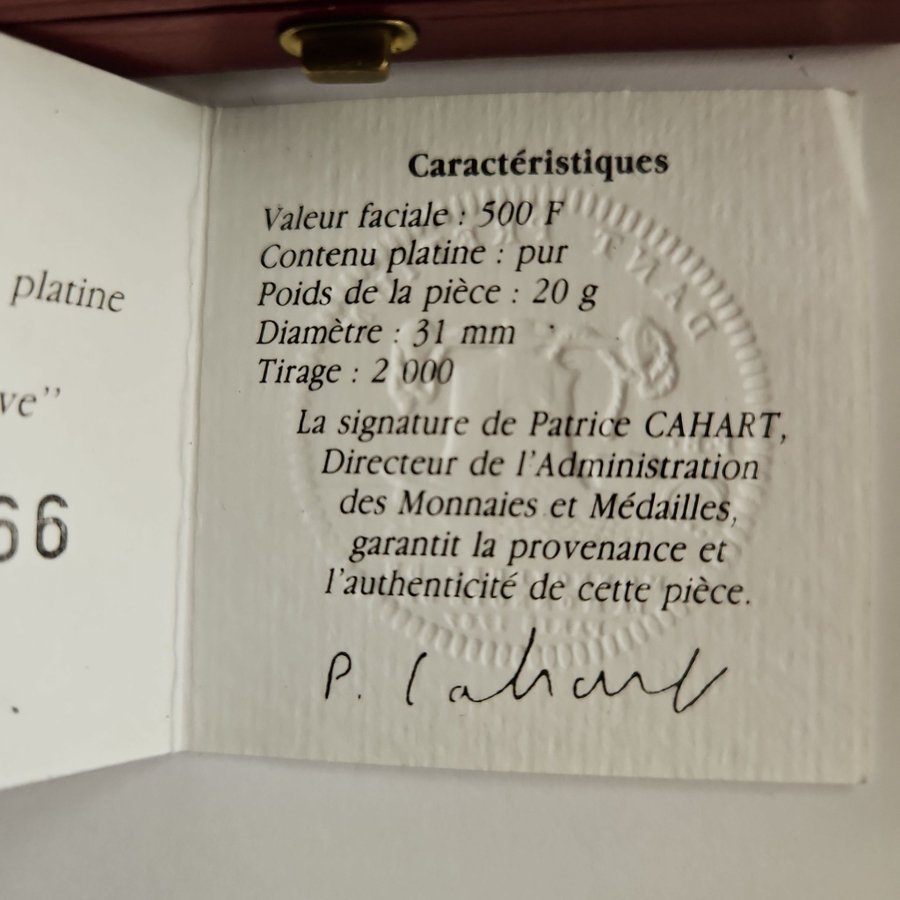 platine
ve"
66
Caractéristiques
Valeur faciale : 500 F
Contenu platine : pur
Poids de la pièce : 20 g
Diamètre : 31 mm
Tirage : 2 000
La signature de Patrice CAHART,
Directeur de l'Administration
des Monnaies et Médailles,
garantit la provenance et
l'authenticité de cette pièce.
P. Cahart